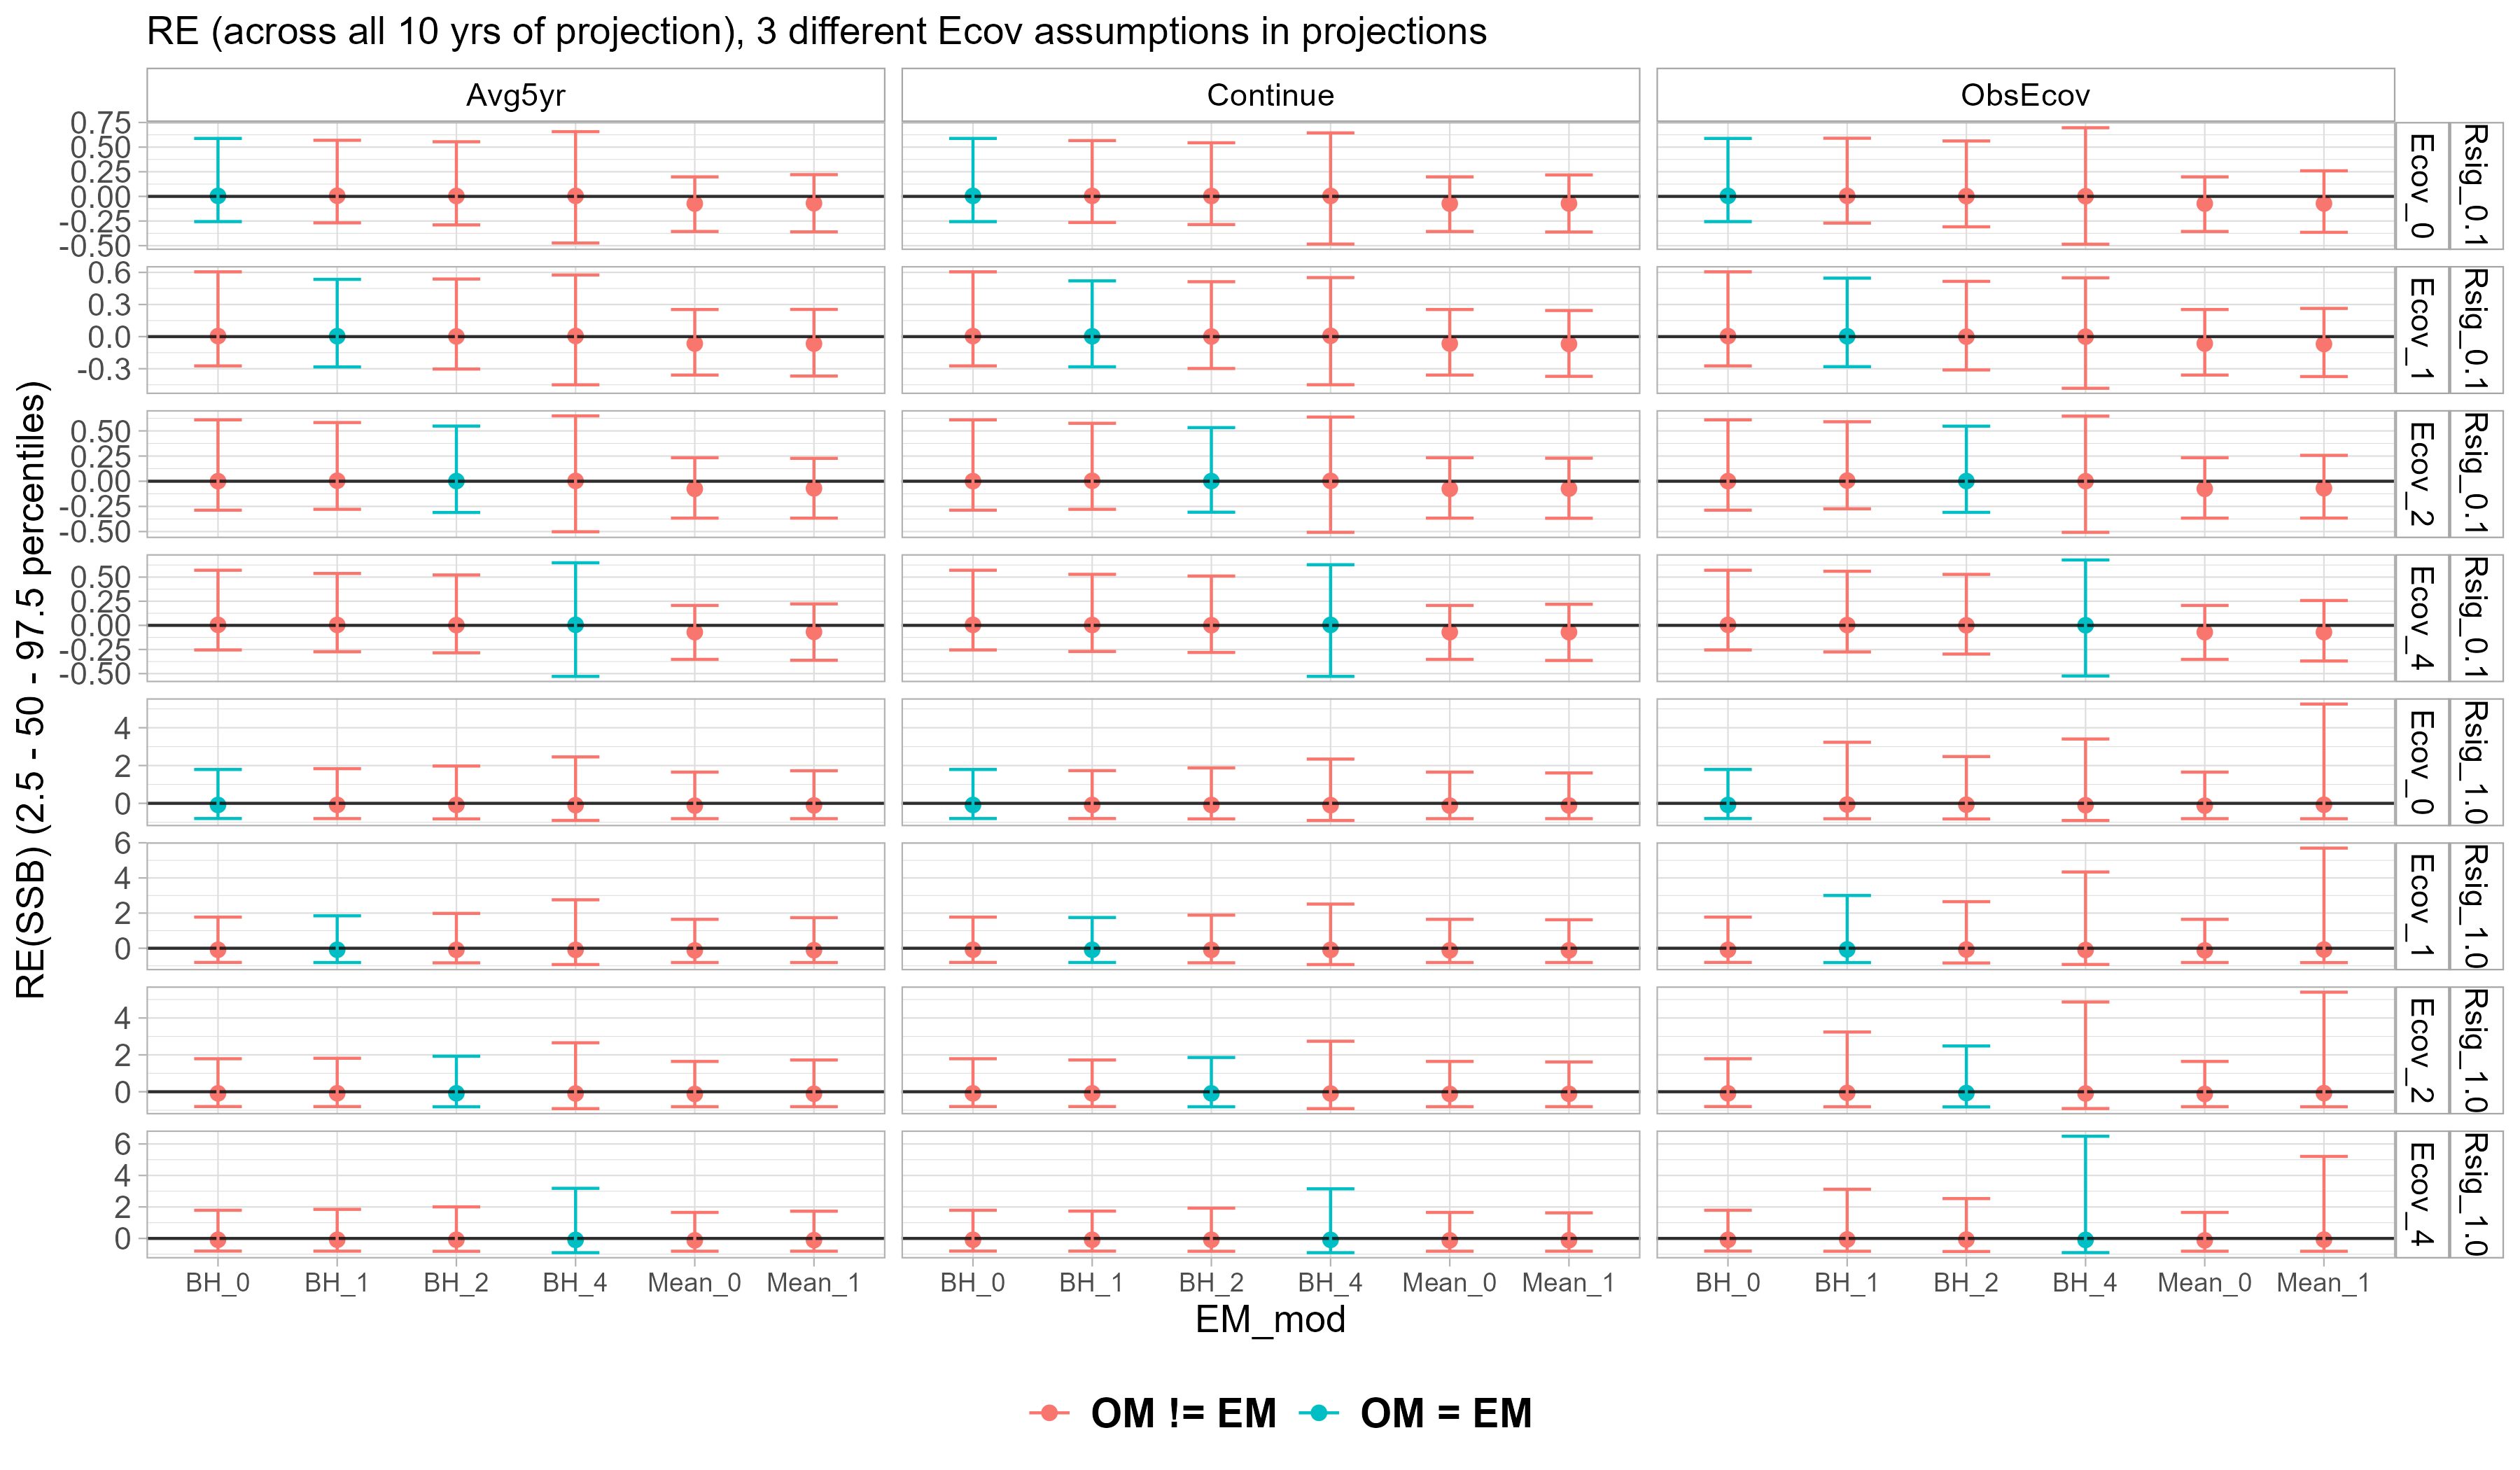 RE (across all 10 yrs of projection), 3 different Ecov assumptions in projections
Avg5yr
Continue
ObsEcov
RE(SSB) (2.5 - 50 - 97.5 percentiles)
0.75
0.50
0.25
0.00
-0.25
-0.50
Ecov_0
Rsig_0.1
0.6
0.3
0.0
-0.3
Ecov_1
Rsig_0.1
0.50
0.25
0.00
-0.25
-0.50
Ecov_2
Rsig_0.1
0.50
0.25
0.00
-0.25
-0.50
Ecov_4
Rsig_0.1
4
2
0
Ecov_0
Rsig_1.0
6
4
2
0
Ecov_1
Rsig_1.0
4
2
0
Ecov_2
Rsig_1.0
6
4
2
0
Ecov_4
Rsig_1.0
BH_0 BH_1 BH_2 BH_4 Mean_0 Mean_1
BH_0 BH_1 BH_2 BH_4 Mean_0 Mean_1
BH_0 BH_1 BH_2 BH_4 Mean_0 Mean_1
EM_mod
OM != EM OM = EM